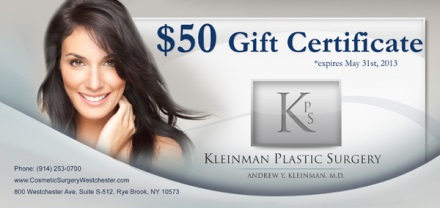 $50 Gift Certificate
*expires May 31st, 2013
KPS
KLEINMAN PLASTIC SURGERY
ANDREW Y. KLEINMAN, M.D.
Phone: (914) 253-0700
www.CosmeticSurgeryWestchester.com
800 Westchester Ave, Suite S-512, Rye Brook, NY 10573